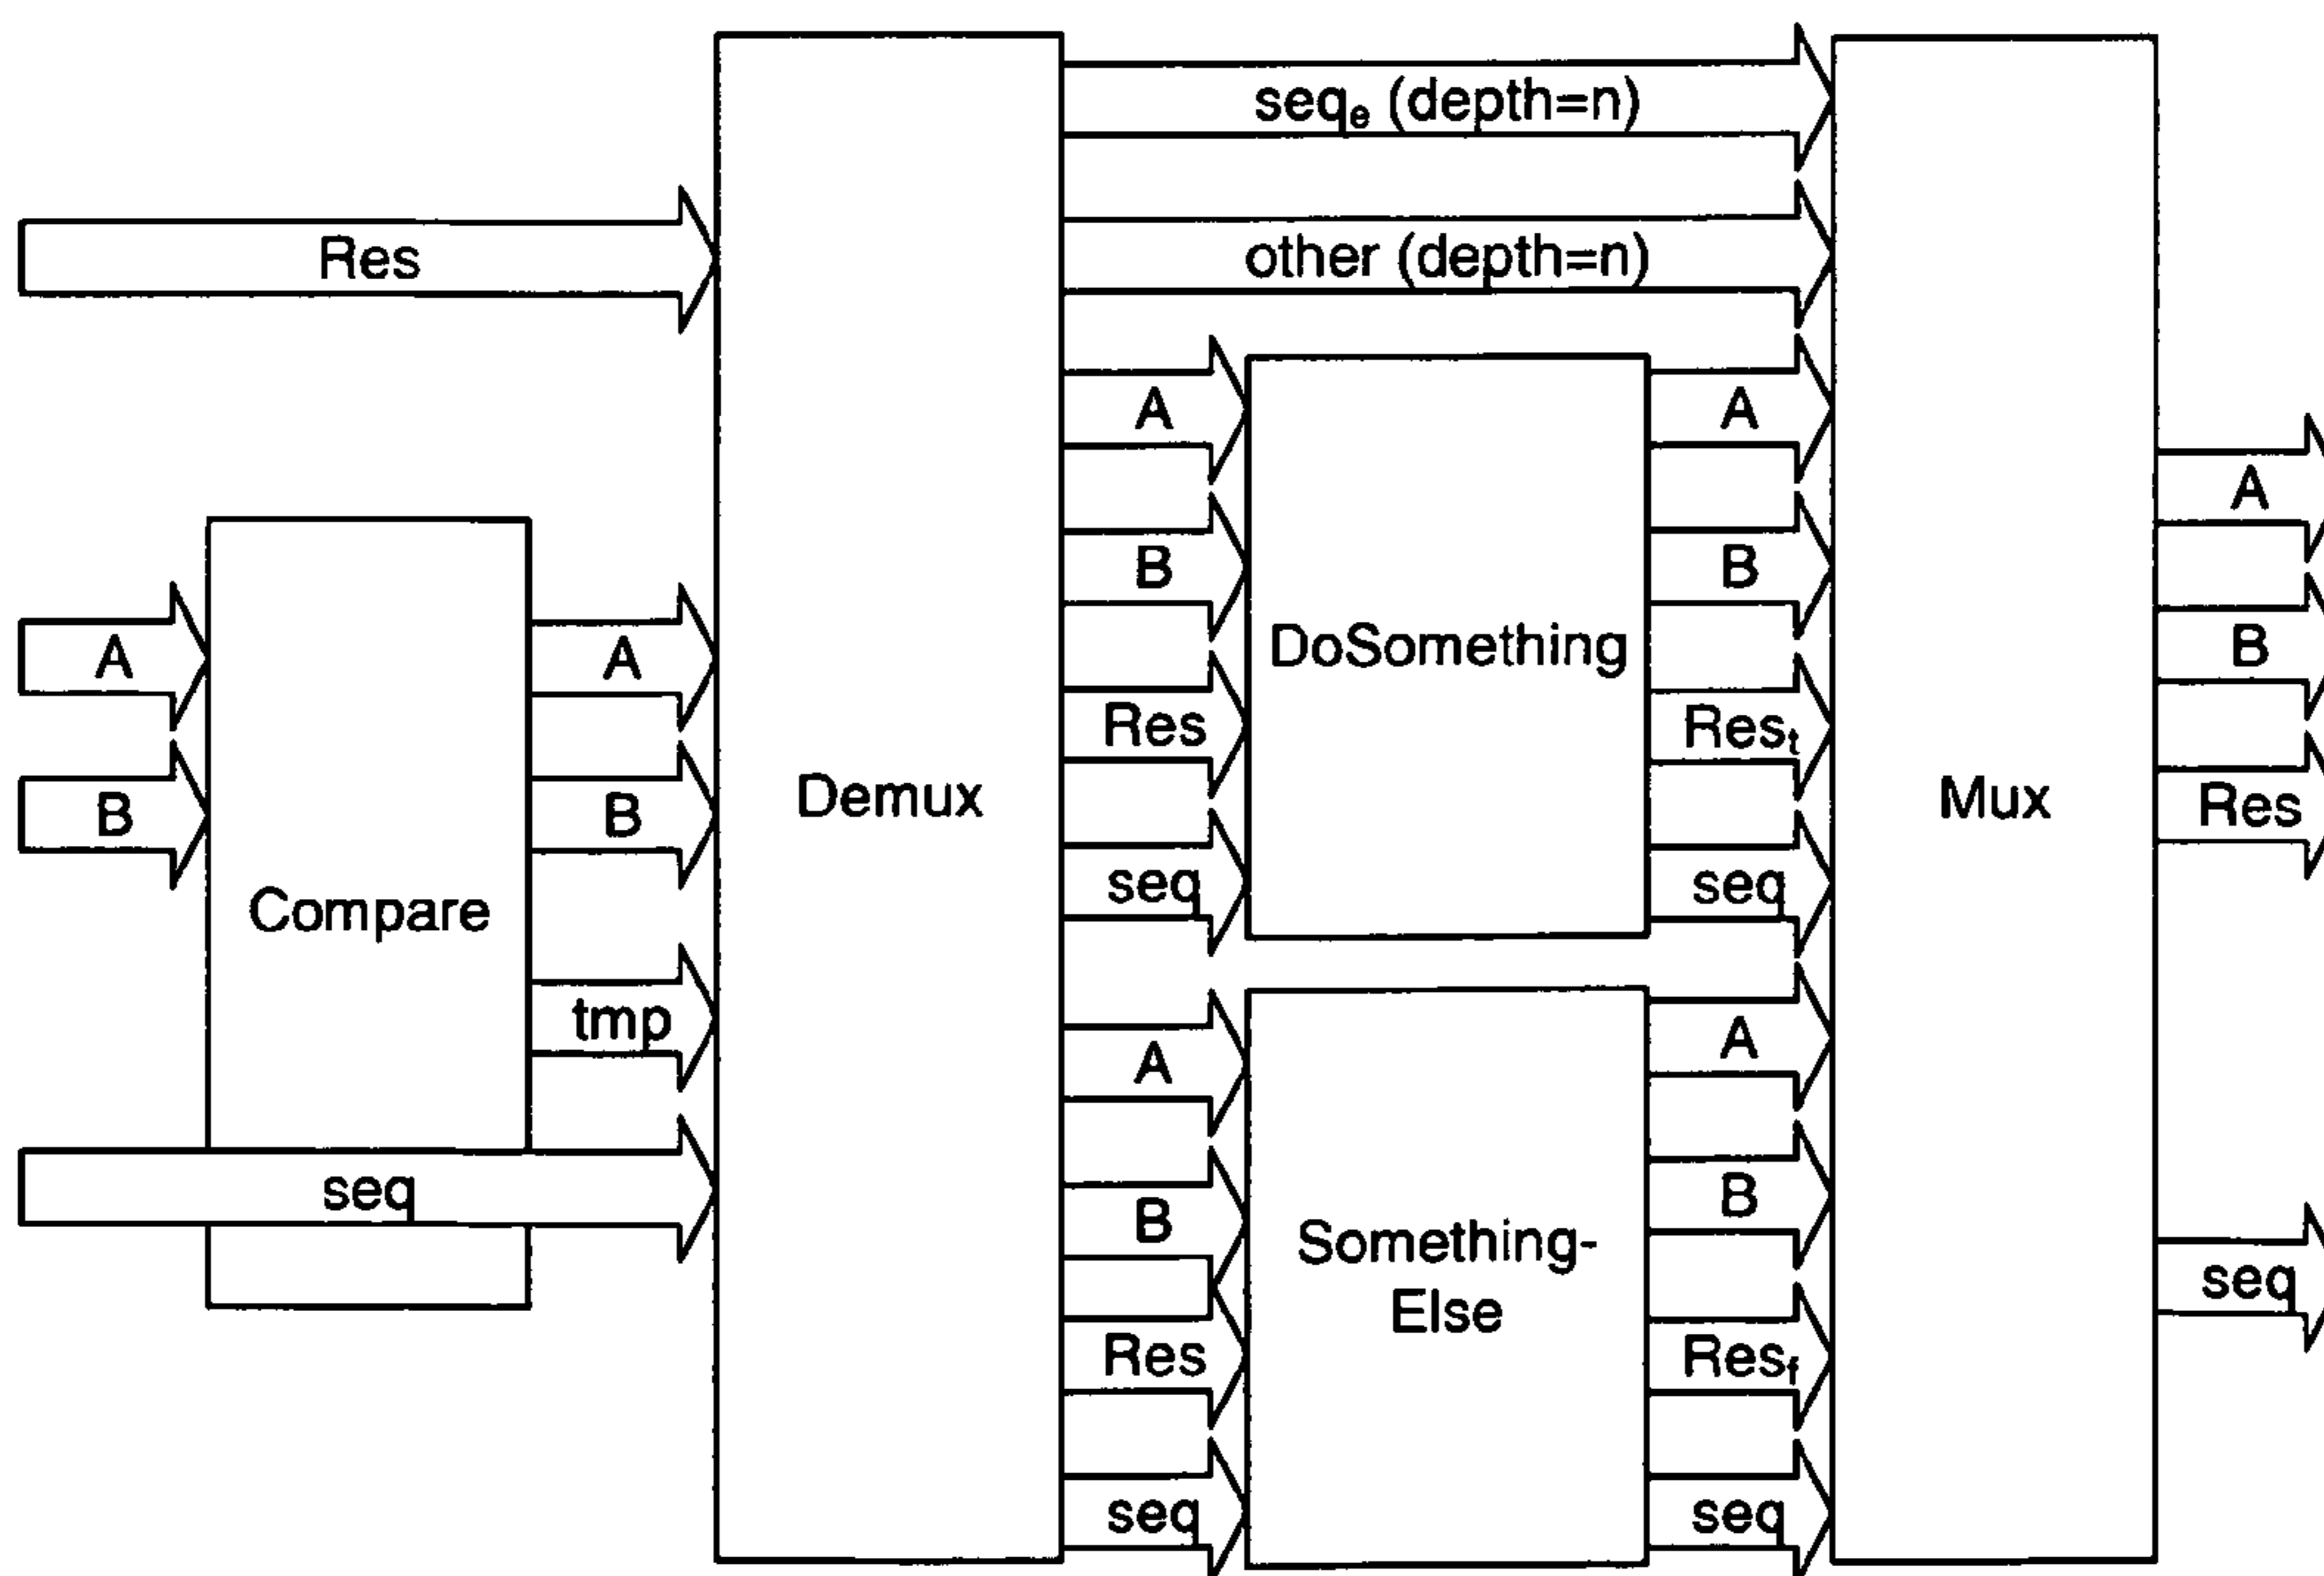 seqe (depth=n)
Res
other (depth=n)
A
A
A
B
B
B
A
A
B
DoSomething
Res
Rest
Res
B
B
Demux
Mux
Compare
seq
seq
tmp
A
A
seq
B
B
Something-
Else
seq
Res
Resf
seq
seq